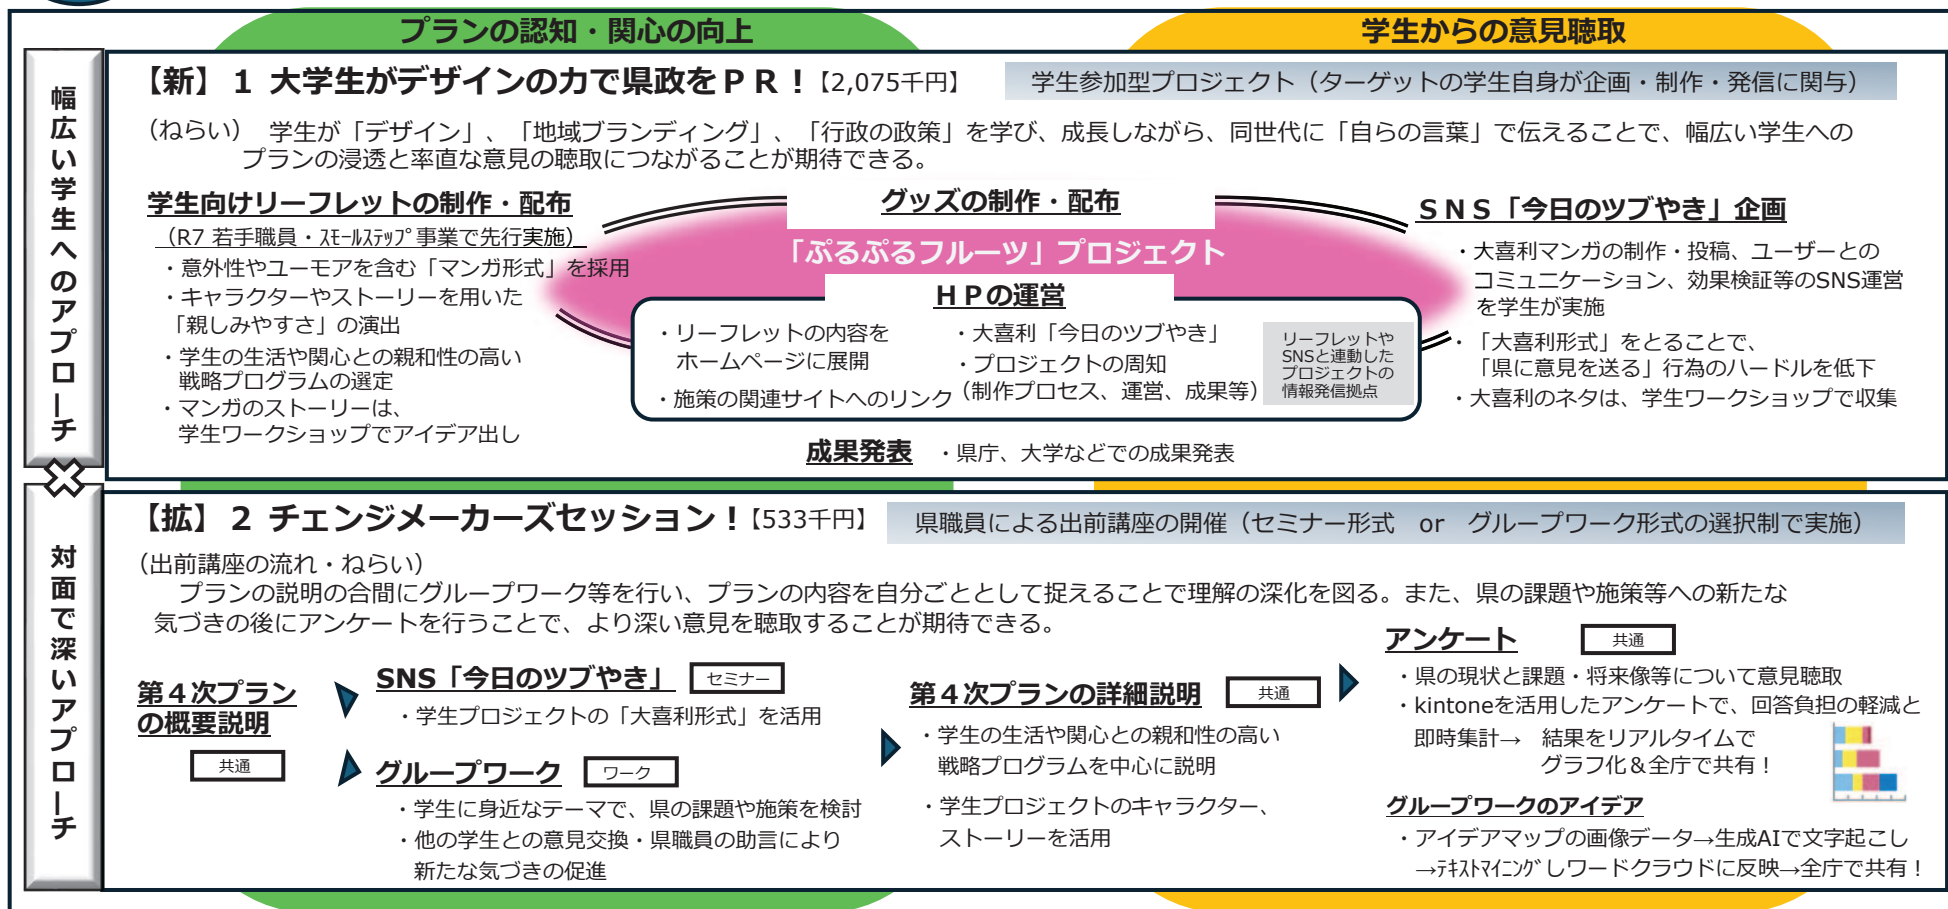 プランの認知・関心の向上
学生からの意見聴取
幅広い学生へのアプローチ
【新】１ 大学生がデザインの力で県政をＰＲ！【2,075千円】
学生参加型プロジェクト（ターゲットの学生自身が企画・制作・発信に関与）
（ねらい） 学生が「デザイン」、「地域ブランディング」、「行政の政策」を学び、成長しながら、同世代に「自らの言葉」で伝えることで、幅広い学生への
プランの浸透と率直な意見の聴取につながることが期待できる。
学生向けリーフレットの制作・配布
（R7 若手職員・ｽﾓｰﾙｽﾃｯﾌﾟ事業で先行実施）
・意外性やユーモアを含む「マンガ形式」を採用
・キャラクターやストーリーを用いた
「親しみやすさ」の演出
・学生の生活や関心との親和性の高い
戦略プログラムの選定
・マンガのストーリーは、
学生ワークショップでアイデア出し
グッズの制作・配布
「ぷるぷるフルーツ」プロジェクト
ＨＰの運営
・リーフレットの内容を
ホームページに展開
・施策の関連サイトへのリンク
・大喜利「今日のツブやき」
・プロジェクトの周知
（制作プロセス、運営、成果等）
リーフレットや
SNSと連動した
プロジェクトの
情報発信拠点
成果発表 ・県庁、大学などでの成果発表
ＳＮＳ「今日のツブやき」企画
・大喜利マンガの制作・投稿、ユーザーとの
コミュニケーション、効果検証等のSNS運営
を学生が実施
・「大喜利形式」をとることで、
「県に意見を送る」行為のハードルを低下
・大喜利のネタは、学生ワークショップで収集
対面で深いアプローチ
【拡】２ チェンジメーカーズセッション！【533千円】
県職員による出前講座の開催（セミナー形式 or グループワーク形式の選択制で実施）
（出前講座の流れ・ねらい）
プランの説明の合間にグループワーク等を行い、プランの内容を自分ごととして捉えることで理解の深化を図る。また、県の課題や施策等への新たな
気づきの後にアンケートを行うことで、より深い意見を聴取することが期待できる。
第４次プラン
の概要説明
共通
SNS「今日のツブやき」 セミナー
・学生プロジェクトの「大喜利形式」を活用
グループワーク ワーク
・学生に身近なテーマで、県の課題や施策を検討
・他の学生との意見交換・県職員の助言により
新たな気づきの促進
第４次プランの詳細説明 共通
・学生の生活や関心との親和性の高い
戦略プログラムを中心に説明
・学生プロジェクトのキャラクター、
ストーリーを活用
アンケート 共通
・県の現状と課題・将来像等について意見聴取
・kintoneを活用したアンケートで、回答負担の軽減と
即時集計→ 結果をリアルタイムで
グラフ化＆全庁で共有！
グループワークのアイデア
・アイデアマップの画像データ→生成AIで文字起こし
→ﾃｷｽﾄﾏｲﾆﾝｸﾞしワードクラウドに反映→全庁で共有！